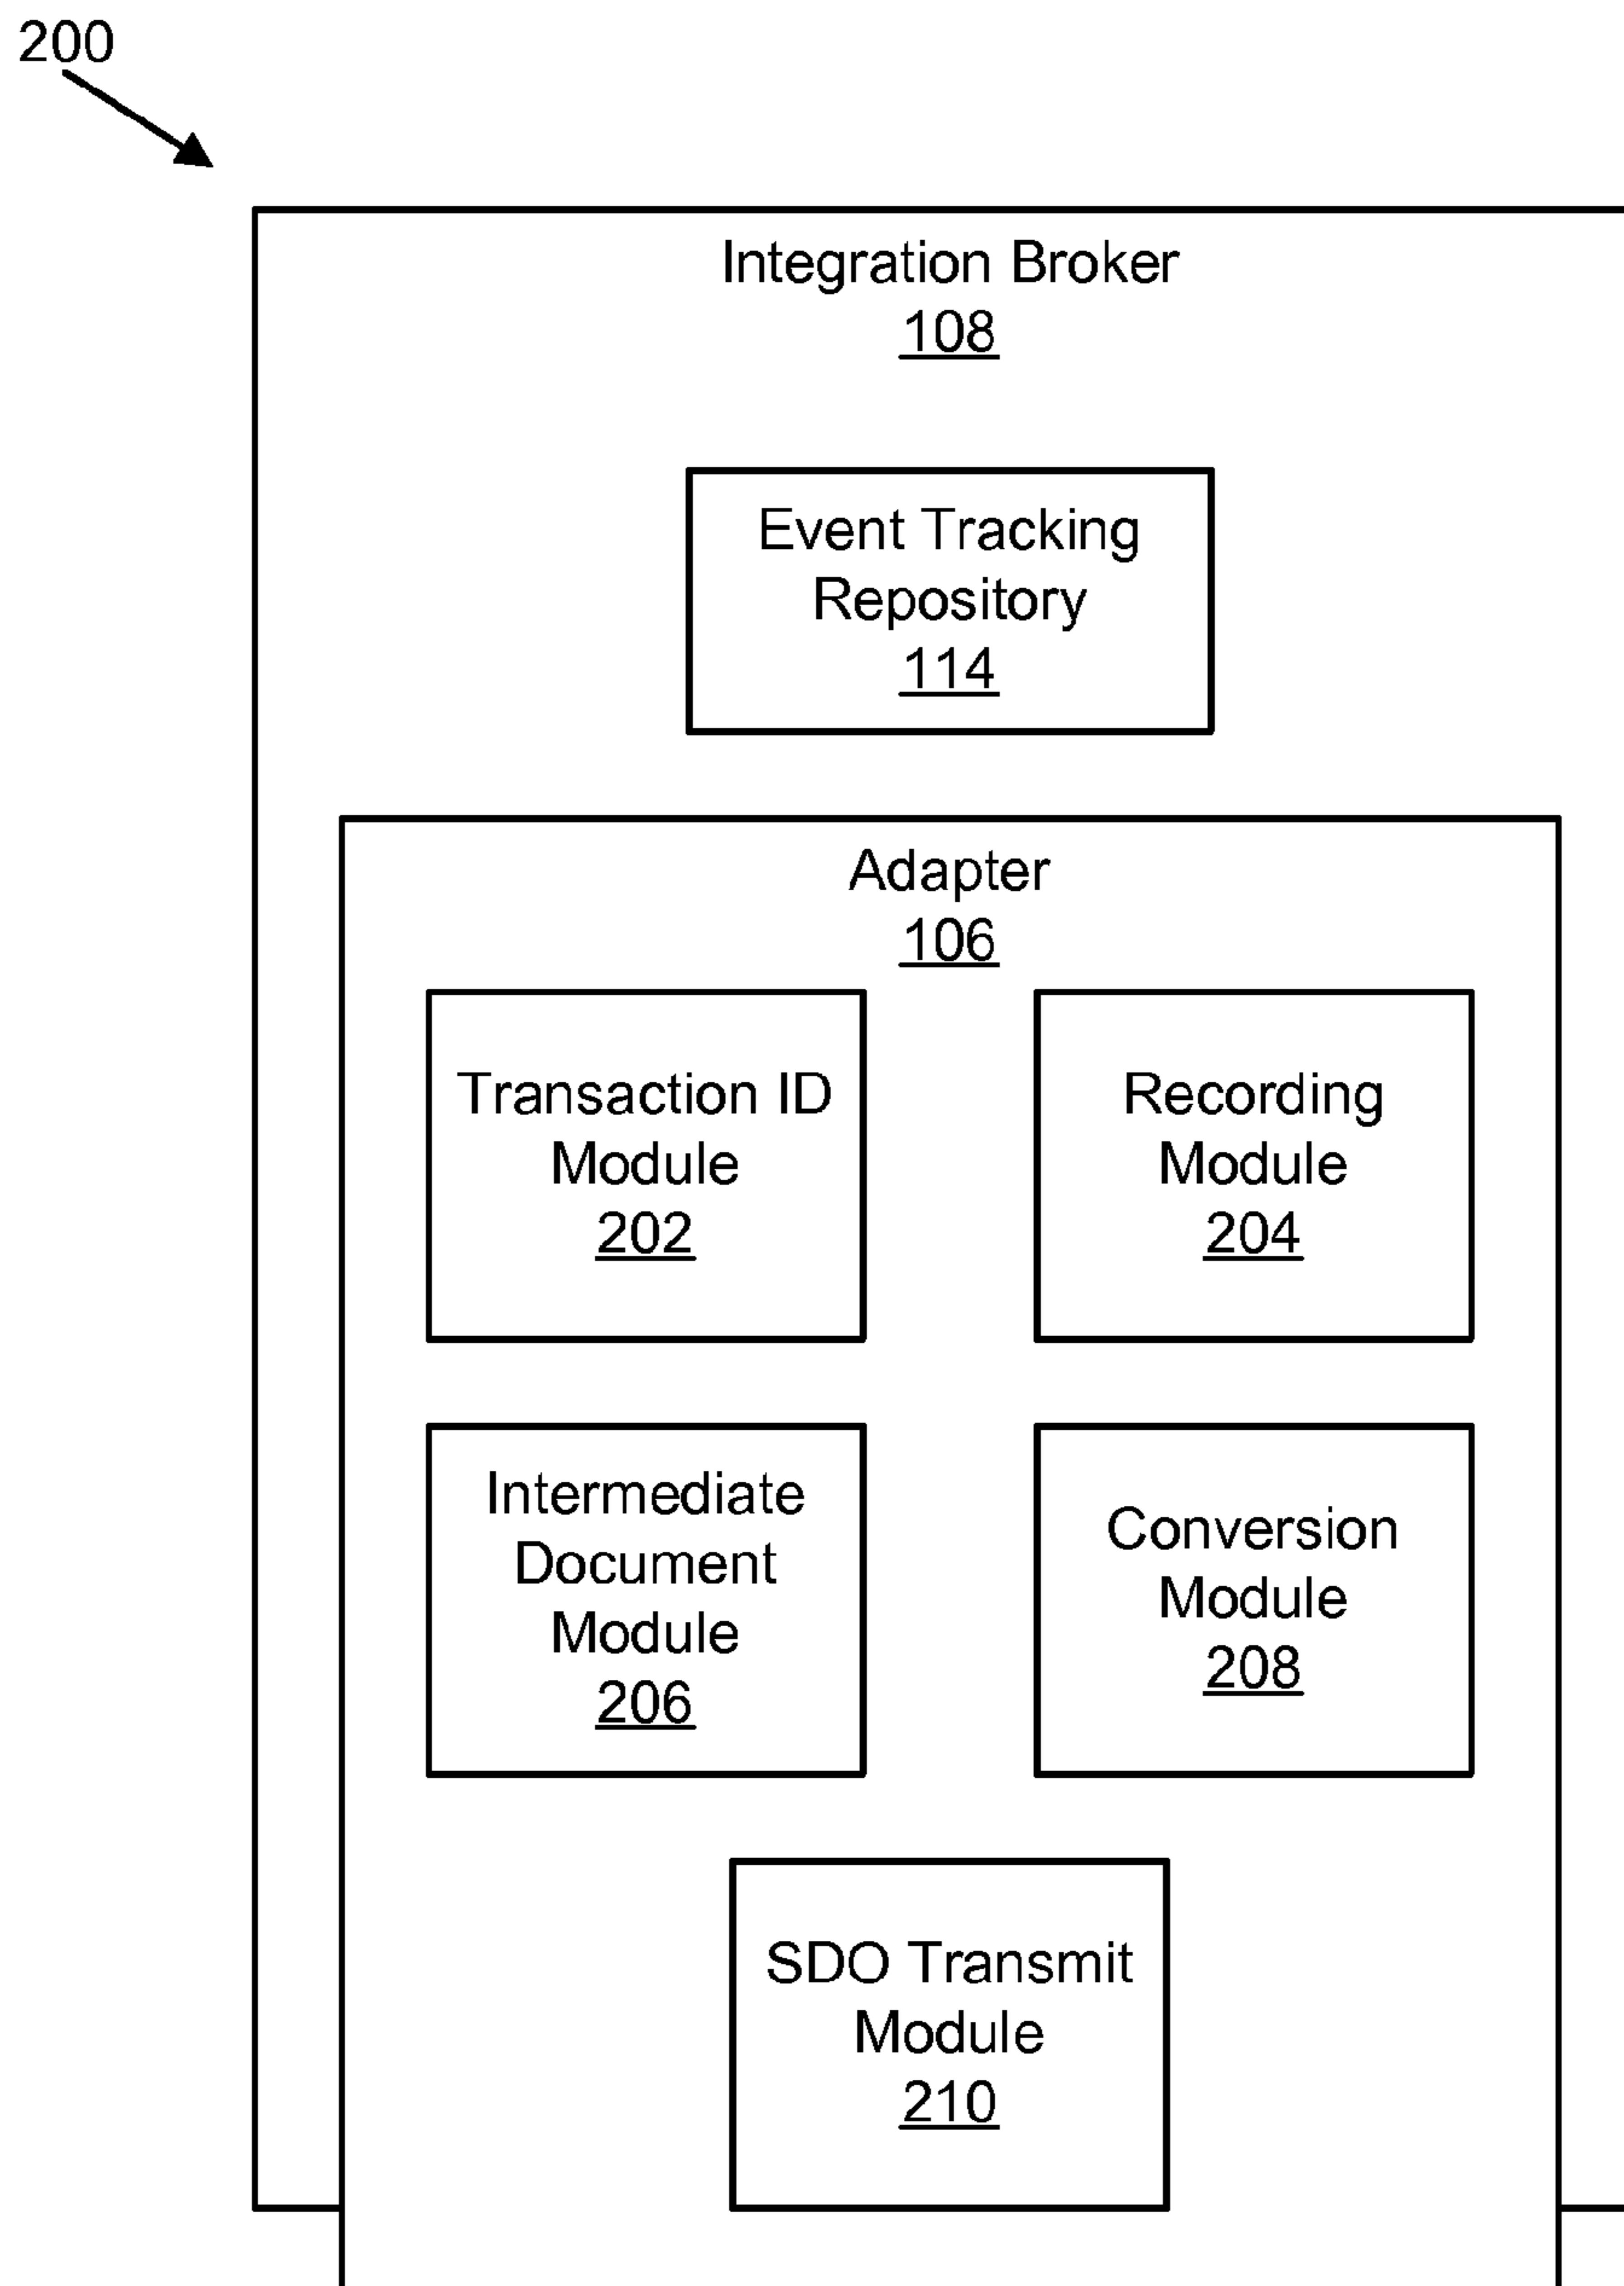 200
Integration Broker
108
Event Tracking
Repository
114
Adapter
106
Transaction ID
Module
202
Recording
Module
204
Intermediate
Document
Module
206
Conversion
Module
208
SDO Transmit
Module
210